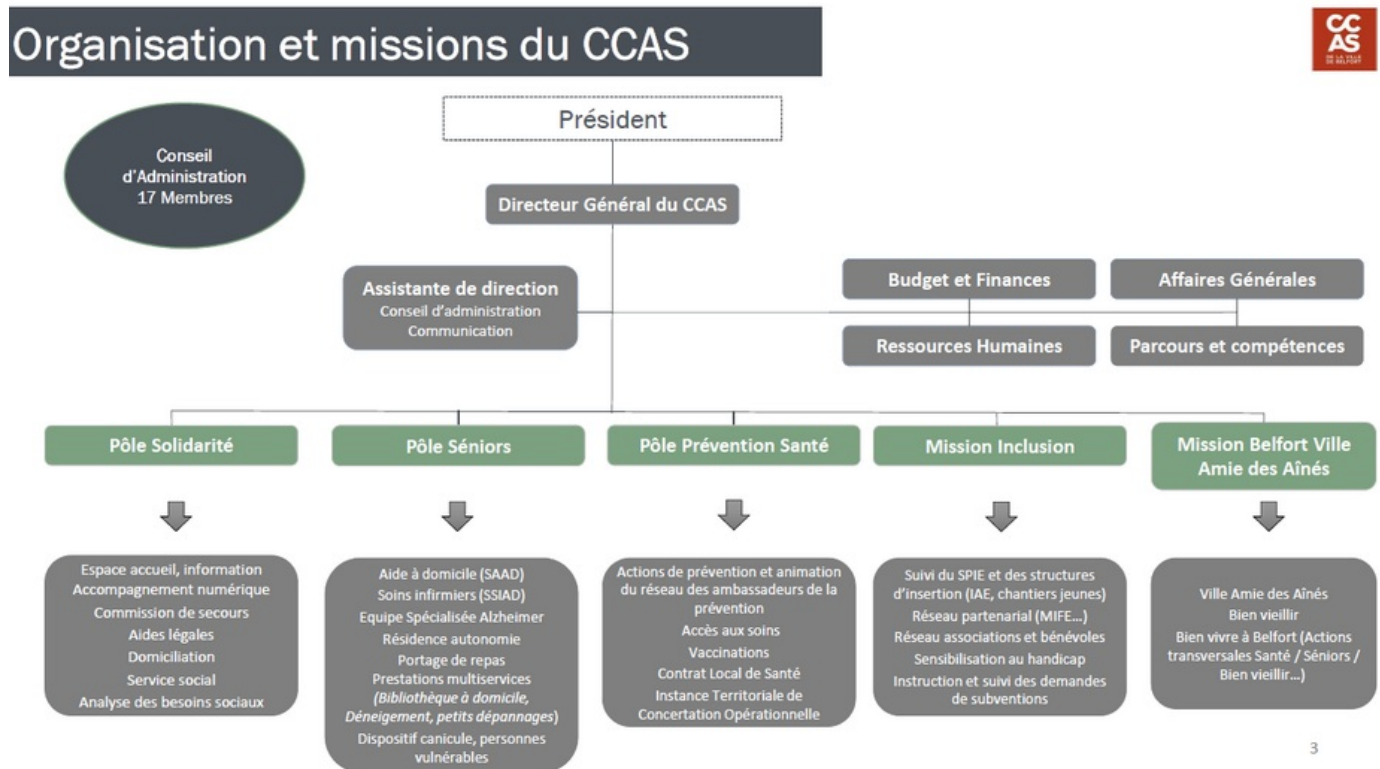 Organisation et missions du CCAS
CC
AS
DE LA VILLE
DE BELFORT
Conseil
d'Administration
17 Membres
Président
Directeur Général du CCAS
Assistante de direction
Conseil d'administration
Communication
Budget et Finances
Affaires Générales
Ressources Humaines
Parcours et compétences
Pôle Solidarité
Pôle Séniors
Pôle Prévention Santé
Mission Inclusion
Mission Belfort Ville
Amie des Aînés
Espace accueil, information
Accompagnement numérique
Commission de secours
Aides légales
Domiciliation
Service social
Analyse des besoins sociaux
Aide à domicile (SAAD)
Soins infirmiers (SSIAD)
Equipe Spécialisée Alzheimer
Résidence autonomie
Portage de repas
Prestations multiservices
(Bibliothèque à domicile,
Déneigement, petits dépannages)
Dispositif canicule, personnes
vulnérables
Actions de prévention et animation
du réseau des ambassadeurs de la
prévention
Accès aux soins
Vaccinations
Contrat Local de Santé
Instance Territoriale de
Concertation Opérationnelle
Suivi du SPIE et des structures
d'insertion (IAE, chantiers jeunes)
Réseau partenarial (MIFE...)
Réseau associations et bénévoles
Sensibilisation au handicap
Instruction et suivi des demandes
de subventions
Ville Amie des Aînés
Bien vieillir
Bien vivre à Belfort (Actions
transversales Santé / Séniors /
Bien vieillir...)
3